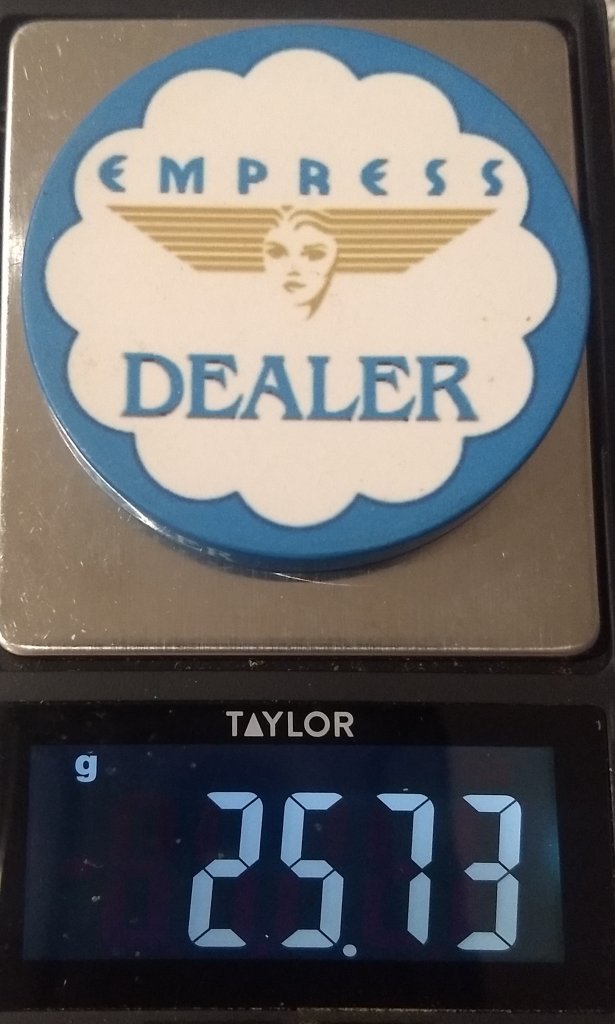 EMPRESS
DEALER
TAYLOR
g
25.73